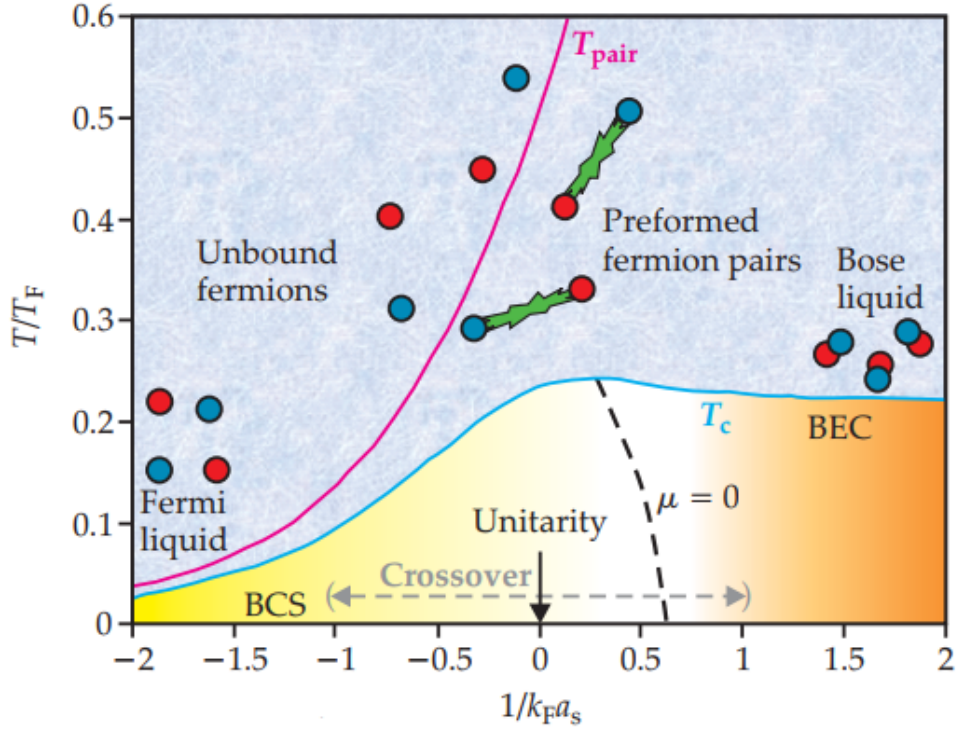 0.6
0.5
0.4
0.3
0.2
0.1
0
T/T_F
T_pair
Unbound
fermions
Preformed
fermion pairs
Bose
liquid
Fermi
liquid
T_c
BEC
μ = 0
Unitarity
Crossover
BCS
−2
−1.5
−1
−0.5
0
0.5
1
1.5
2
1/k_F a_s